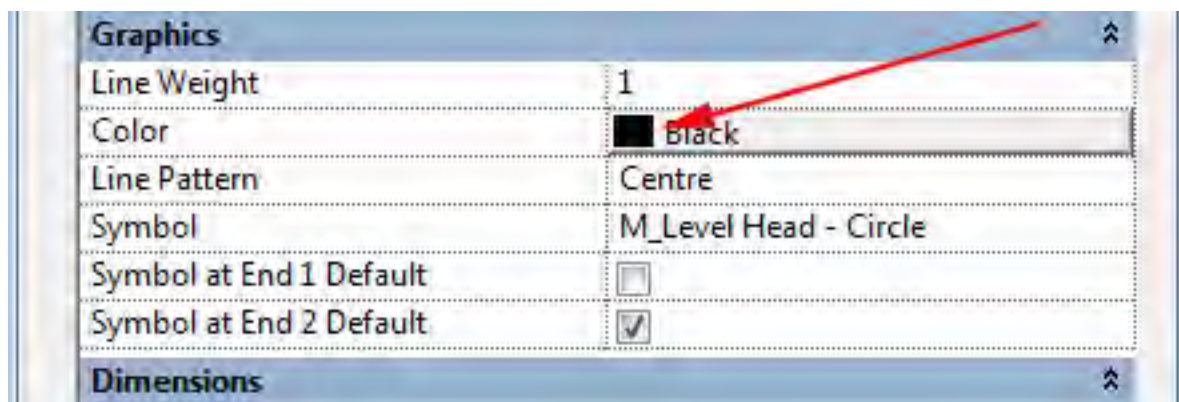 Graphics
Line Weight 1
Color Black
Line Pattern Centre
Symbol M_Level Head - Circle
Symbol at End 1 Default
Symbol at End 2 Default
Dimensions